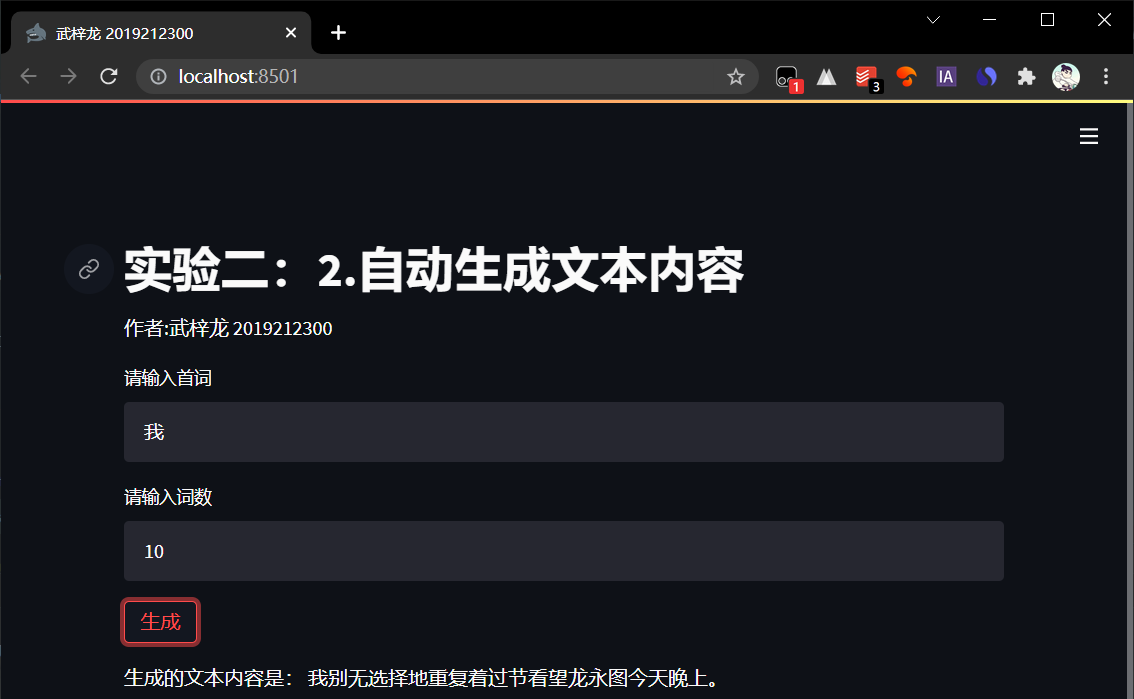 武梓龙 2019212300
localhost:8501
1
3
IA
实验二：2.自动生成文本内容
作者:武梓龙 2019212300
请输入首词
我
请输入词数
10
生成
生成的文本内容是： 我别无选择地重复着过节看望龙永图今天晚上。